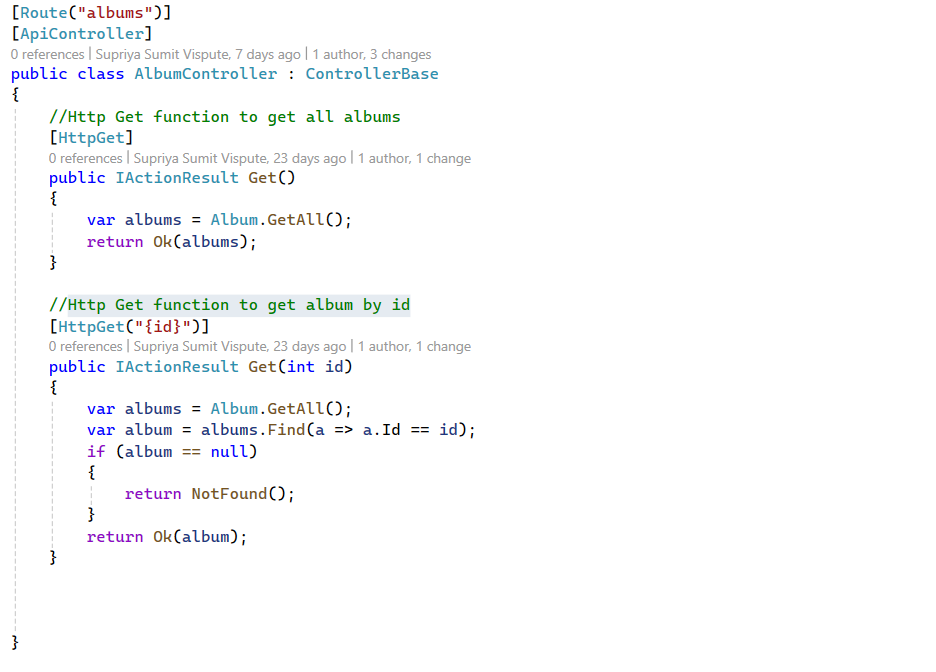 [Route("albums")]
[ApiController]
0 references | Supriya Sumit Vispute, 7 days ago | 1 author, 3 changes
public class AlbumController : ControllerBase
{
//Http Get function to get all albums
[HttpGet]
0 references | Supriya Sumit Vispute, 23 days ago | 1 author, 1 change
public IActionResult Get()
{
var albums = Album.GetAll();
return Ok(albums);
}
//Http Get function to get album by id
[HttpGet("{id}")]
0 references | Supriya Sumit Vispute, 23 days ago | 1 author, 1 change
public IActionResult Get(int id)
{
var albums = Album.GetAll();
var album = albums.Find(a => a.Id == id);
if (album == null)
{
return NotFound();
}
return Ok(album);
}
}